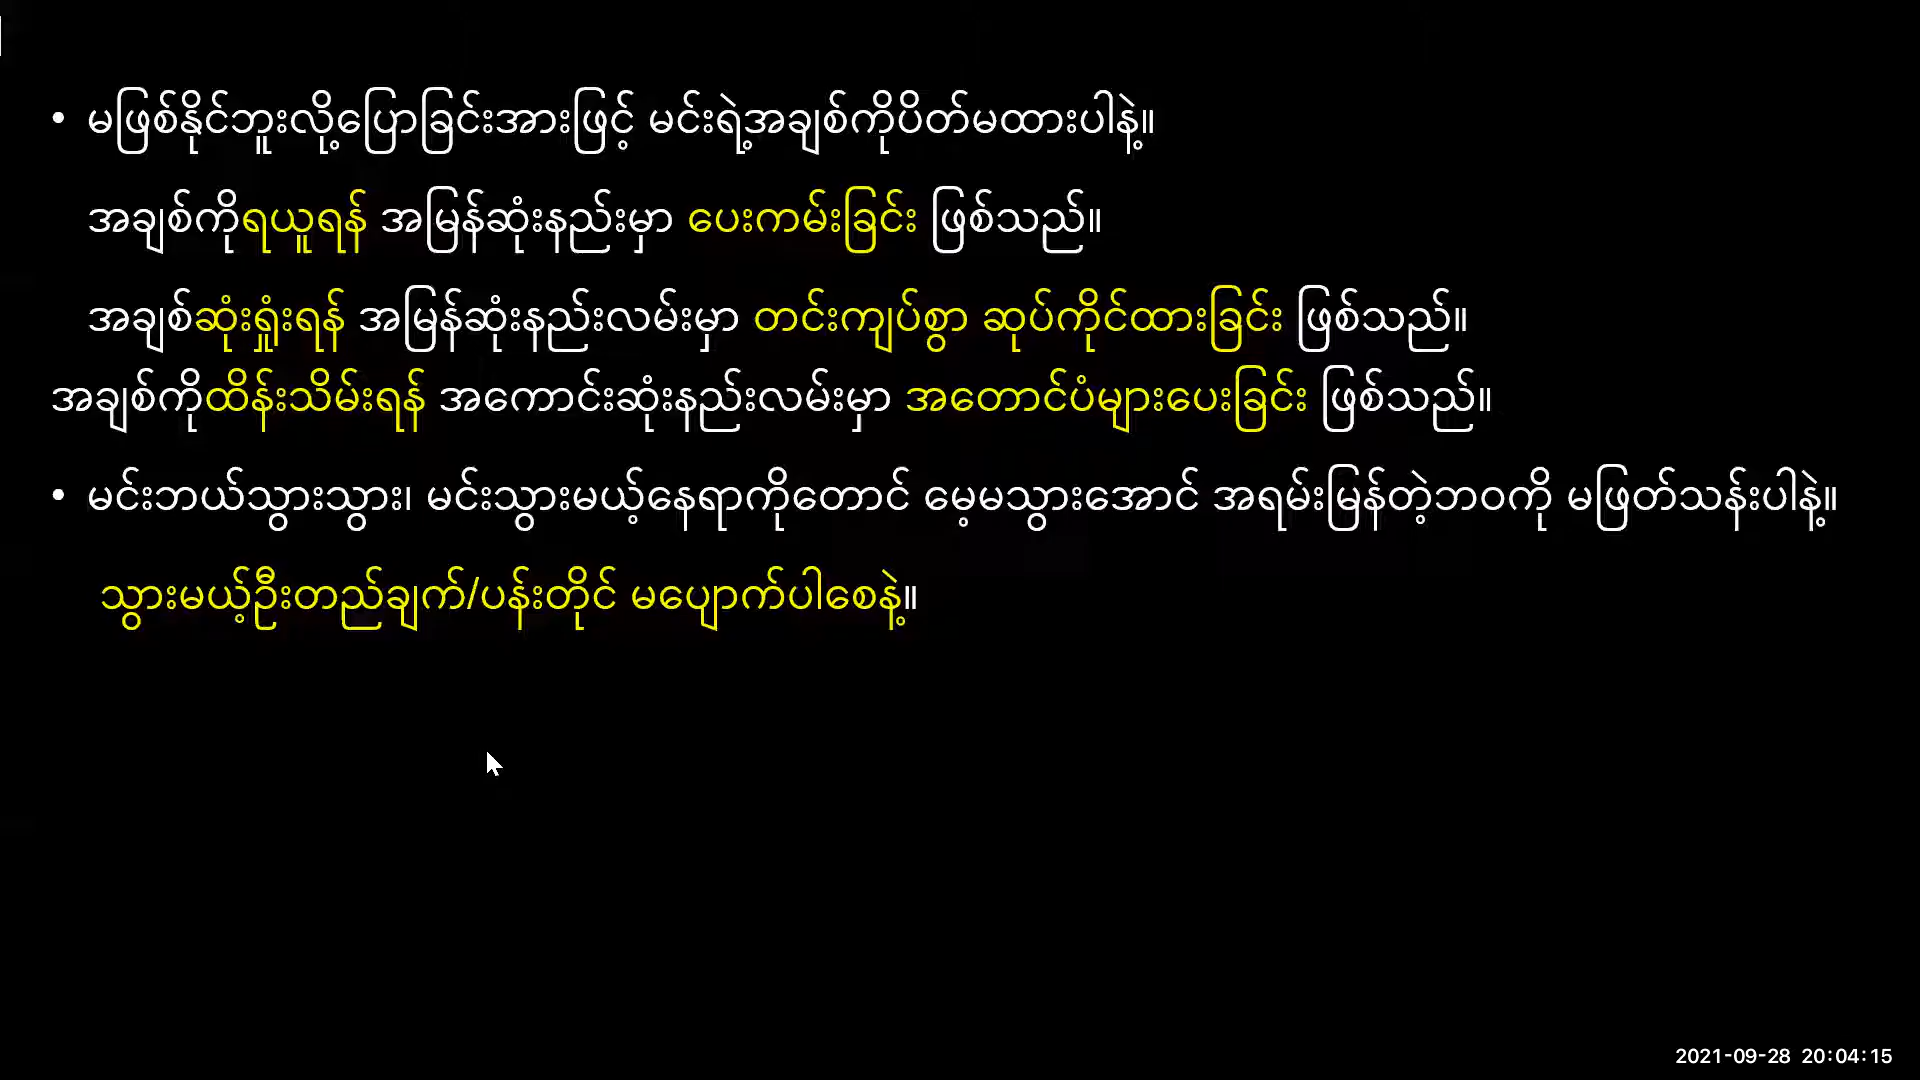 • မဖြစ်နိုင်ဘူးလို့ပြောခြင်းအားဖြင့် မင်းရဲ့အချစ်ကိုပိတ်မထားပါနဲ့။
အချစ်ကိုရယူရန် အမြန်ဆုံးနည်းမှာ ပေးကမ်းခြင်း ဖြစ်သည်။
အချစ်ဆုံးရှုံးရန် အမြန်ဆုံးနည်းလမ်းမှာ တင်းကျပ်စွာ ဆုပ်ကိုင်ထားခြင်း ဖြစ်သည်။
အချစ်ကိုထိန်းသိမ်းရန် အကောင်းဆုံးနည်းလမ်းမှာ အတောင်ပံများပေးခြင်း ဖြစ်သည်။
• မင်းဘယ်သွားသွား၊ မင်းသွားမယ့်နေရာကိုတောင် မေ့မသွားအောင် အရမ်းမြန်တဲ့ဘဝကို မဖြတ်သန်းပါနဲ့။
သွားမယ့်ဦးတည်ချက်/ပန်းတိုင် မပျောက်ပါစေနဲ့။
2021-09-28 20:04:15